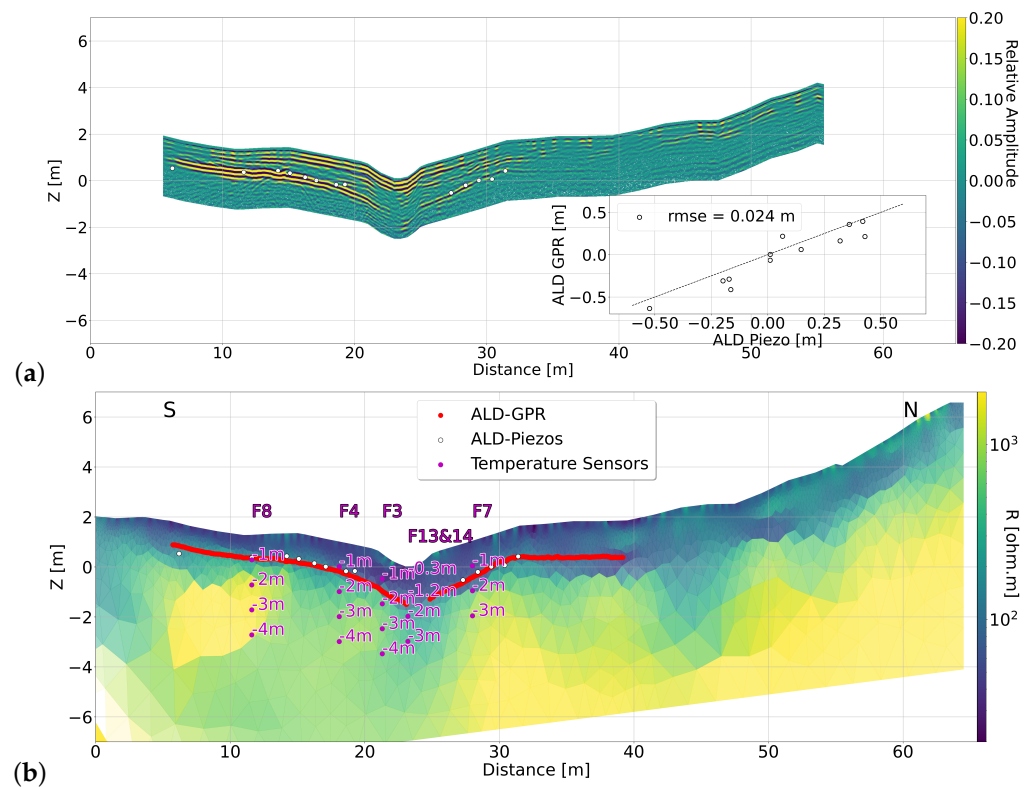 6
4
2
0
−2
−4
−6
Z [m]
0 10 20 30 40 50 60
Distance [m]
0.20
0.15
0.10
0.05
0.00
−0.05
−0.10
−0.15
−0.20
Relative Amplitude
rmse = 0.024 m
0.5
0.0
−0.5
ALD GPR [m]
−0.50 −0.25 0.00 0.25 0.50
ALD Piezo [m]
(a)
S
N
ALD-GPR
ALD-Piezos
Temperature Sensors
6
4
2
0
−2
−4
−6
Z [m]
F8
F4
F3
F7
F13&14
-1m
-2m
-3m
-4m
-1m
-2m
-3m
-4m
-1m
-2m
-3m
-4m
-0.3m
-1.2m
-2m
-3m
-1m
-2m
-3m
0 10 20 30 40 50 60
Distance [m]
10³
10²
R [ohm.m]
(b)